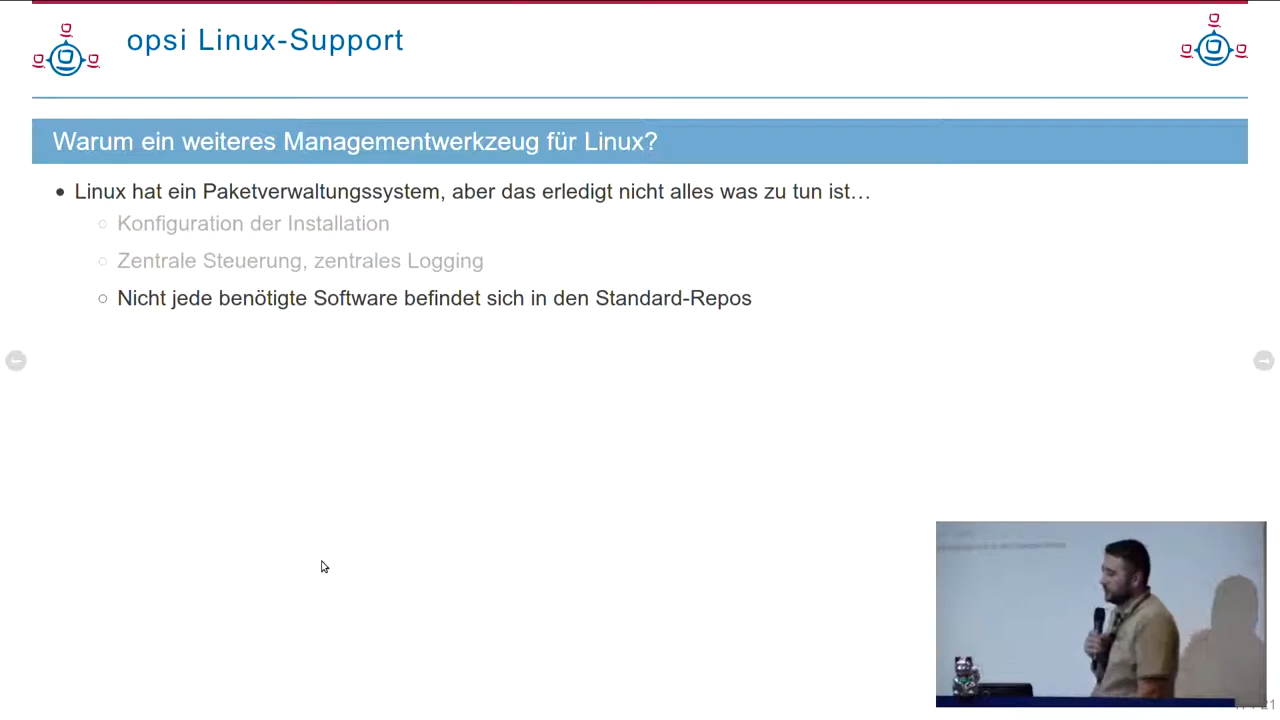 opsi Linux-Support
Warum ein weiteres Managementwerkzeug für Linux?
Linux hat ein Paketverwaltungssystem, aber das erledigt nicht alles was zu tun ist…
Konfiguration der Installation
Zentrale Steuerung, zentrales Logging
Nicht jede benötigte Software befindet sich in den Standard-Repos